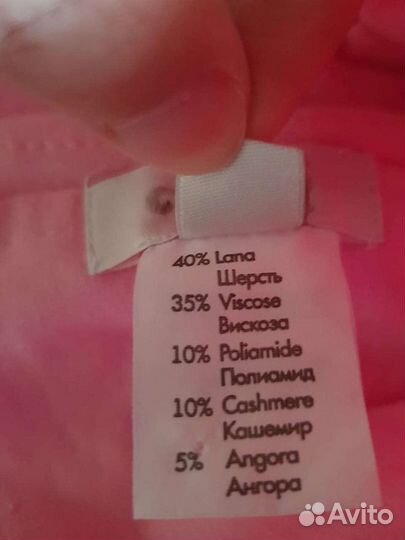 40% Lana
Шерсть
35% Viscose
Вискоза
10% Poliamide
Полиамид
10% Cashmere
Кашемир
5% Angora
Ангора
Avito